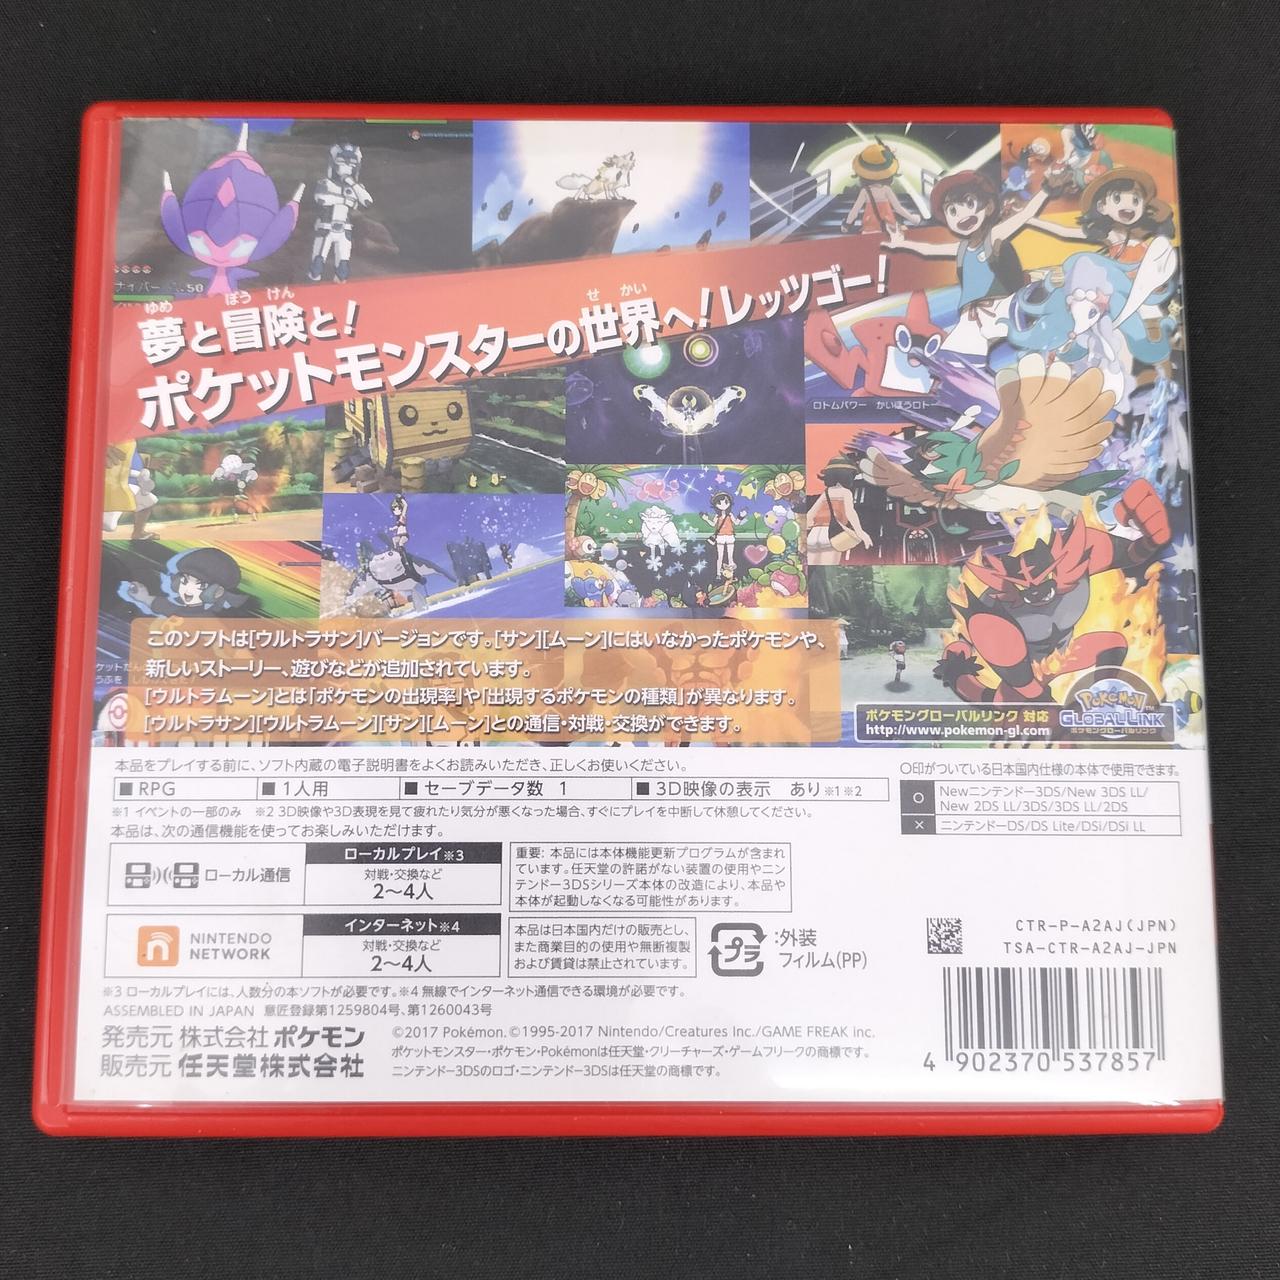 ナイバー
.50
夢と冒険と!
ゆめ
ぼう けん
ポケットモンスターの世界へ!レッツゴー!
せ かい
ロトムパワー かいほうロトー
このソフトは[ウルトラサン]バージョンです。[サン][ムーン]にはいなかったポケモンや、
新しいストーリー、遊びなどが追加されています。
[ウルトラムーン]とは「ポケモンの出現率」や「出現するポケモンの種類」が異なります。
[ウルトラサン][ウルトラムーン][サン][ムーン]との通信・対戦・交換ができます。
ポケモングローバルリンク 対応
http://www.pokemon-gl.com
POKéMON
GLOBAL LINK
ポケモングローバルリンク
本品をプレイする前に、ソフト内蔵の電子説明書をよくお読みいただき、正しくお使いください。
■RPG ■1人用 ■セーブデータ数 1 ■3D映像の表示 あり※1※2
※1 イベントの一部のみ ※2 3D映像や3D表現を見て疲れたり気分が悪くなった場合、すぐにプレイを中断して休憩してください。
本品は、次の通信機能を使ってお楽しみいただけます。
○印がついている日本国内仕様の本体で使用できます。
○ Newニンテンドー3DS/New 3DS LL/
New 2DS LL/3DS/3DS LL/2DS
× ニンテンドーDS/DS Lite/DSi/DSi LL
ローカル通信
ローカルプレイ※3
対戦・交換など
2〜4人
重要: 本品には本体機能更新プログラムが含まれ
ています。任天堂の許諾がない装置の使用やニン
テンドー3DSシリーズ本体の改造により、本品や
本体が起動しなくなる可能性があります。
NINTENDO
NETWORK
インターネット※4
対戦・交換など
2〜4人
本品は日本国内だけの販売とし、
また商業目的の使用や無断複製
および賃貸は禁止されています。
プラ
:外装
フィルム(PP)
CTR-P-A2AJ(JPN)
TSA-CTR-A2AJ-JPN
※3 ローカルプレイには、人数分の本ソフトが必要です。※4 無線でインターネット通信できる環境が必要です。
ASSEMBLED IN JAPAN 意匠登録第1259804号、第1260043号
発売元 株式会社 ポケモン
販売元 任天堂株式会社
©2017 Pokémon. ©1995-2017 Nintendo/Creatures Inc./GAME FREAK inc.
ポケットモンスター・ポケモン・Pokémonは任天堂・クリーチャーズ・ゲームフリークの商標です。
ニンテンドー3DSのロゴ・ニンテンドー3DSは任天堂の商標です。
4 902370 537857